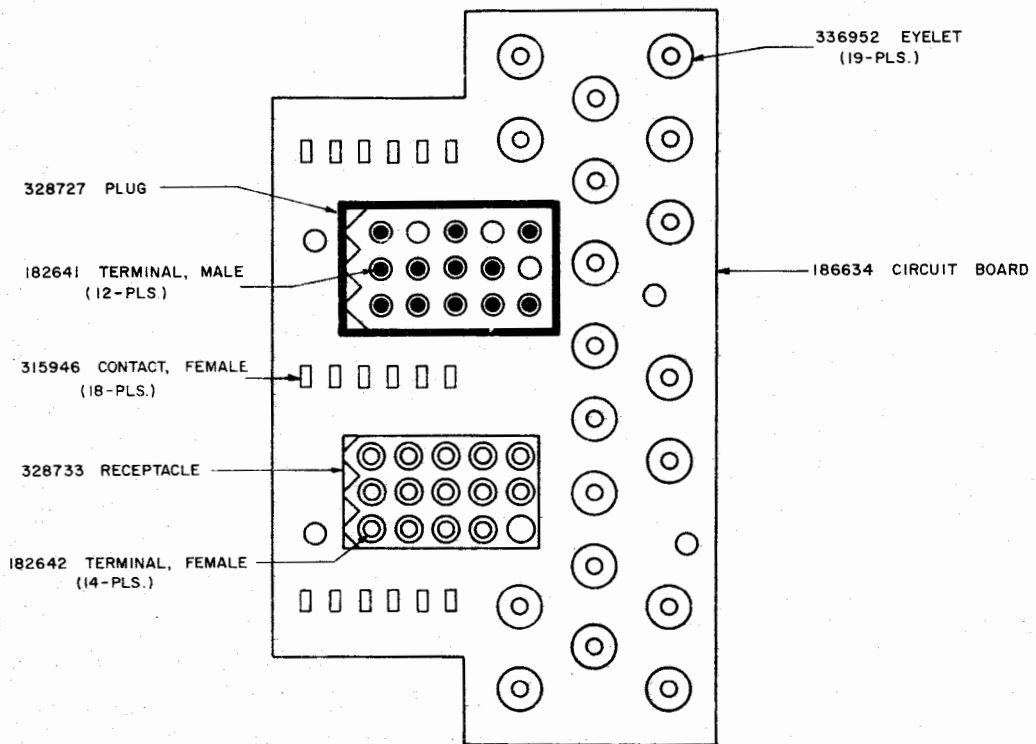 336952 EYELET
(19-PLS.)
328727 PLUG
182641 TERMINAL, MALE
(12-PLS.)
186634 CIRCUIT BOARD
315946 CONTACT, FEMALE
(18-PLS.)
328733 RECEPTACLE
182642 TERMINAL, FEMALE
(14-PLS.)